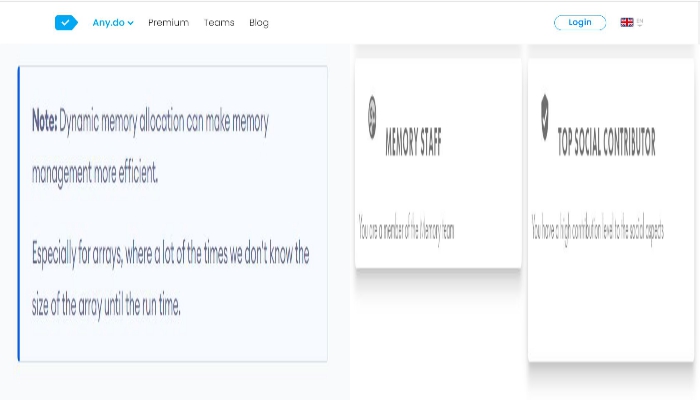 Any.do Premium Teams Blog Login
Note: Dynamic memory allocation can make memory
management more efficient.
Especially for arrays, where a lot of the times we don't know the
size of the array until the run time.
MEMORY STAFF
You are a member of the Memory team
TOP SOCIAL CONTRIBUTOR
You have a high contribution level to the social aspects